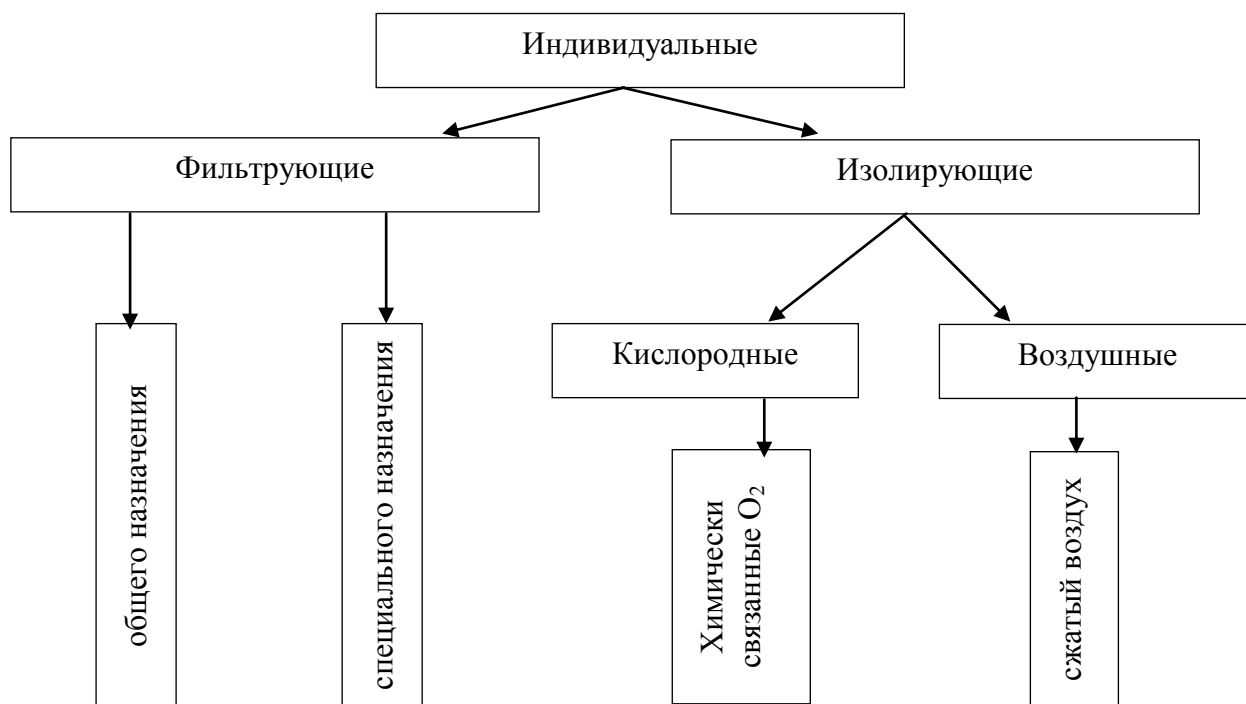 Индивидуальные
Фильтрующие
Изолирующие
общего назначения
специального назначения
Кислородные
Воздушные
Химически
связанные O₂
сжатый воздух